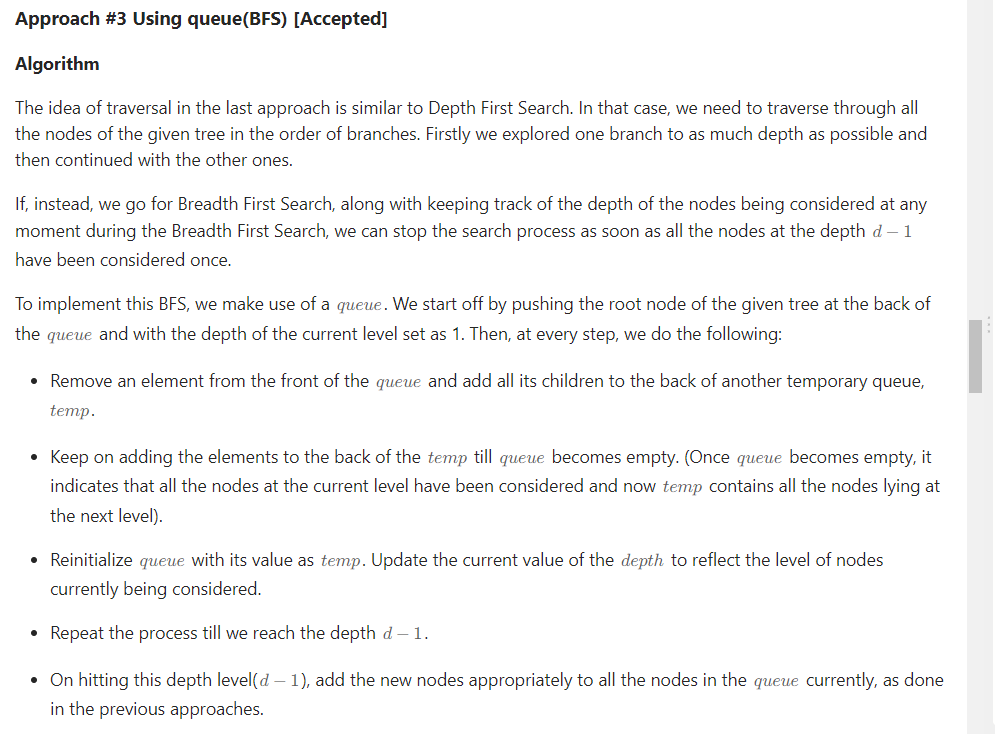 Approach #3 Using queue(BFS) [Accepted]
Algorithm
The idea of traversal in the last approach is similar to Depth First Search. In that case, we need to traverse through all
the nodes of the given tree in the order of branches. Firstly we explored one branch to as much depth as possible and
then continued with the other ones.
If, instead, we go for Breadth First Search, along with keeping track of the depth of the nodes being considered at any
moment during the Breadth First Search, we can stop the search process as soon as all the nodes at the depth d − 1
have been considered once.
To implement this BFS, we make use of a queue. We start off by pushing the root node of the given tree at the back of
the queue and with the depth of the current level set as 1. Then, at every step, we do the following:
• Remove an element from the front of the queue and add all its children to the back of another temporary queue,
temp.
• Keep on adding the elements to the back of the temp till queue becomes empty. (Once queue becomes empty, it
indicates that all the nodes at the current level have been considered and now temp contains all the nodes lying at
the next level).
• Reinitialize queue with its value as temp. Update the current value of the depth to reflect the level of nodes
currently being considered.
• Repeat the process till we reach the depth d − 1.
• On hitting this depth level(d − 1), add the new nodes appropriately to all the nodes in the queue currently, as done
in the previous approaches.